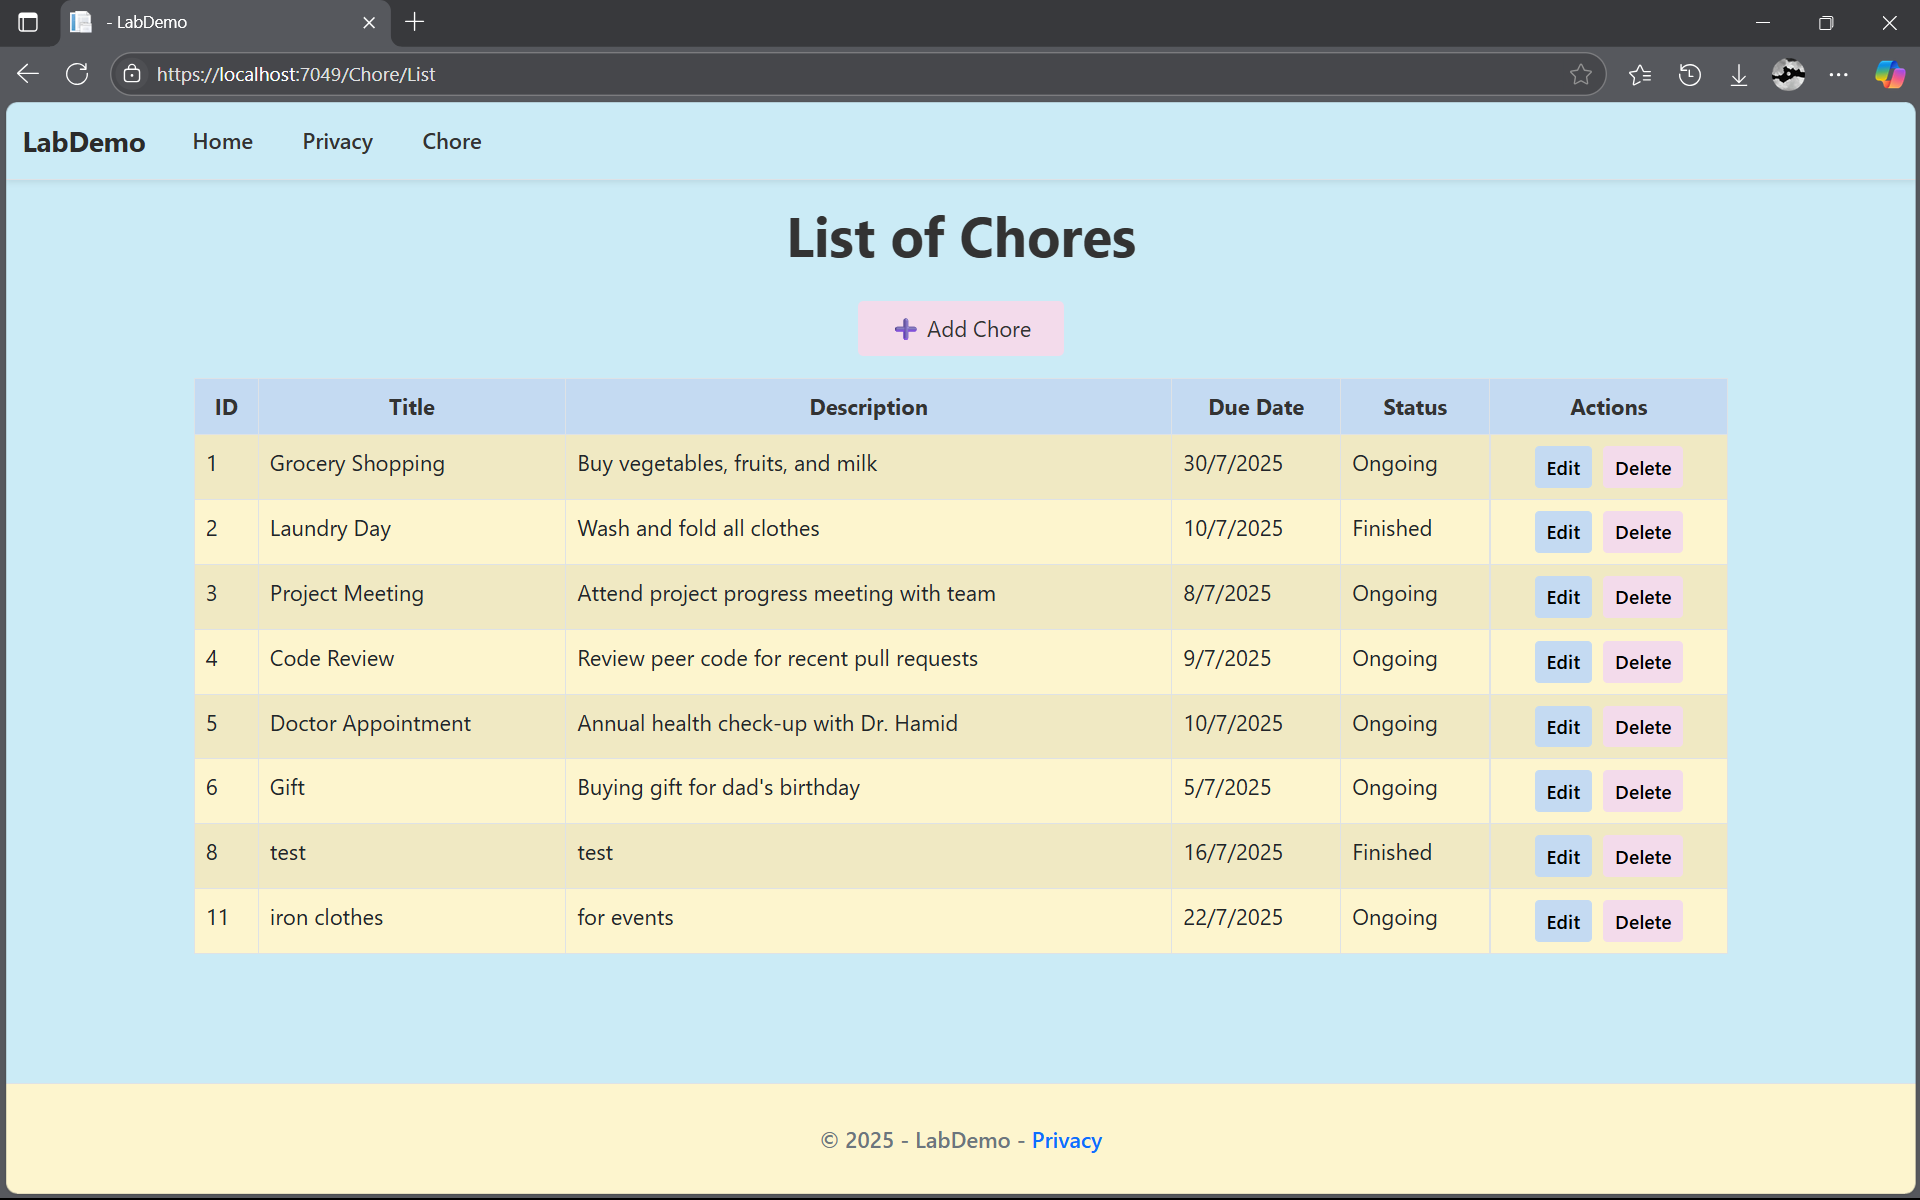 - LabDemo
https://localhost:7049/Chore/List
LabDemo Home Privacy Chore
List of Chores
Add Chore
ID Title Description Due Date Status Actions
1 Grocery Shopping Buy vegetables, fruits, and milk 30/7/2025 Ongoing Edit Delete
2 Laundry Day Wash and fold all clothes 10/7/2025 Finished Edit Delete
3 Project Meeting Attend project progress meeting with team 8/7/2025 Ongoing Edit Delete
4 Code Review Review peer code for recent pull requests 9/7/2025 Ongoing Edit Delete
5 Doctor Appointment Annual health check-up with Dr. Hamid 10/7/2025 Ongoing Edit Delete
6 Gift Buying gift for dad's birthday 5/7/2025 Ongoing Edit Delete
8 test test 16/7/2025 Finished Edit Delete
11 iron clothes for events 22/7/2025 Ongoing Edit Delete
© 2025 - LabDemo - Privacy